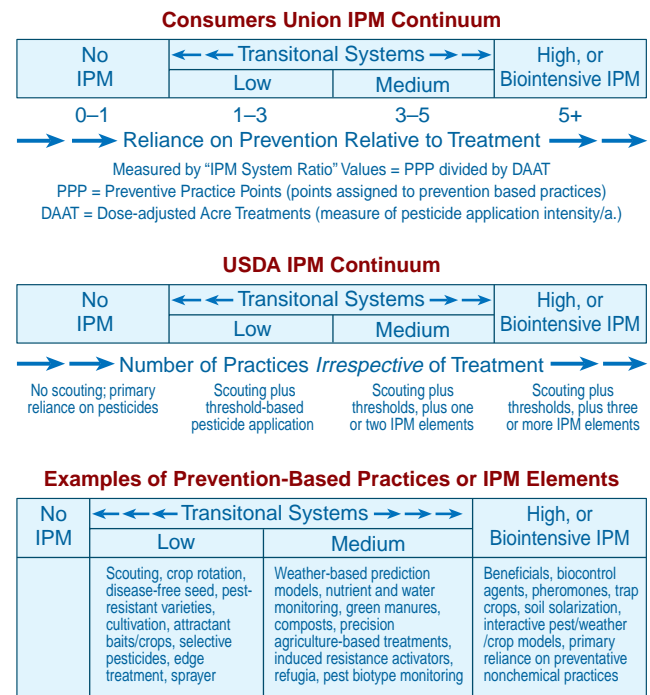 Consumers Union IPM Continuum
No IPM
←← Transitonal Systems →→
Low
Medium
High, or
Biointensive IPM
0–1 1–3 3–5 5+
→→ Reliance on Prevention Relative to Treatment →→
Measured by “IPM System Ratio” Values = PPP divided by DAAT
PPP = Preventive Practice Points (points assigned to prevention based practices)
DAAT = Dose-adjusted Acre Treatments (measure of pesticide application intensity/a.)
USDA IPM Continuum
No
IPM
←← Transitonal Systems →→
Low
Medium
High, or
Biointensive IPM
→→ Number of Practices Irrespective of Treatment →→
No scouting; primary
reliance on pesticides
Scouting plus
threshold-based
pesticide application
Scouting plus
thresholds, plus one
or two IPM elements
Scouting plus
thresholds, plus three
or more IPM elements
Examples of Prevention-Based Practices or IPM Elements
No
IPM
←←← Transitonal Systems →→→
Low
Medium
High, or
Biointensive IPM
Scouting, crop rotation,
disease-free seed, pest-
resistant varieties,
cultivation, attractant
baits/crops, selective
pesticides, edge
treatment, sprayer
Weather-based prediction
models, nutrient and water
monitoring, green manures,
composts, precision
agriculture-based treatments,
induced resistance activators,
refugia, pest biotype monitoring
Beneficials, biocontrol
agents, pheromones, trap
crops, soil solarization,
interactive pest/weather
/crop models, primary
reliance on preventative
nonchemical practices